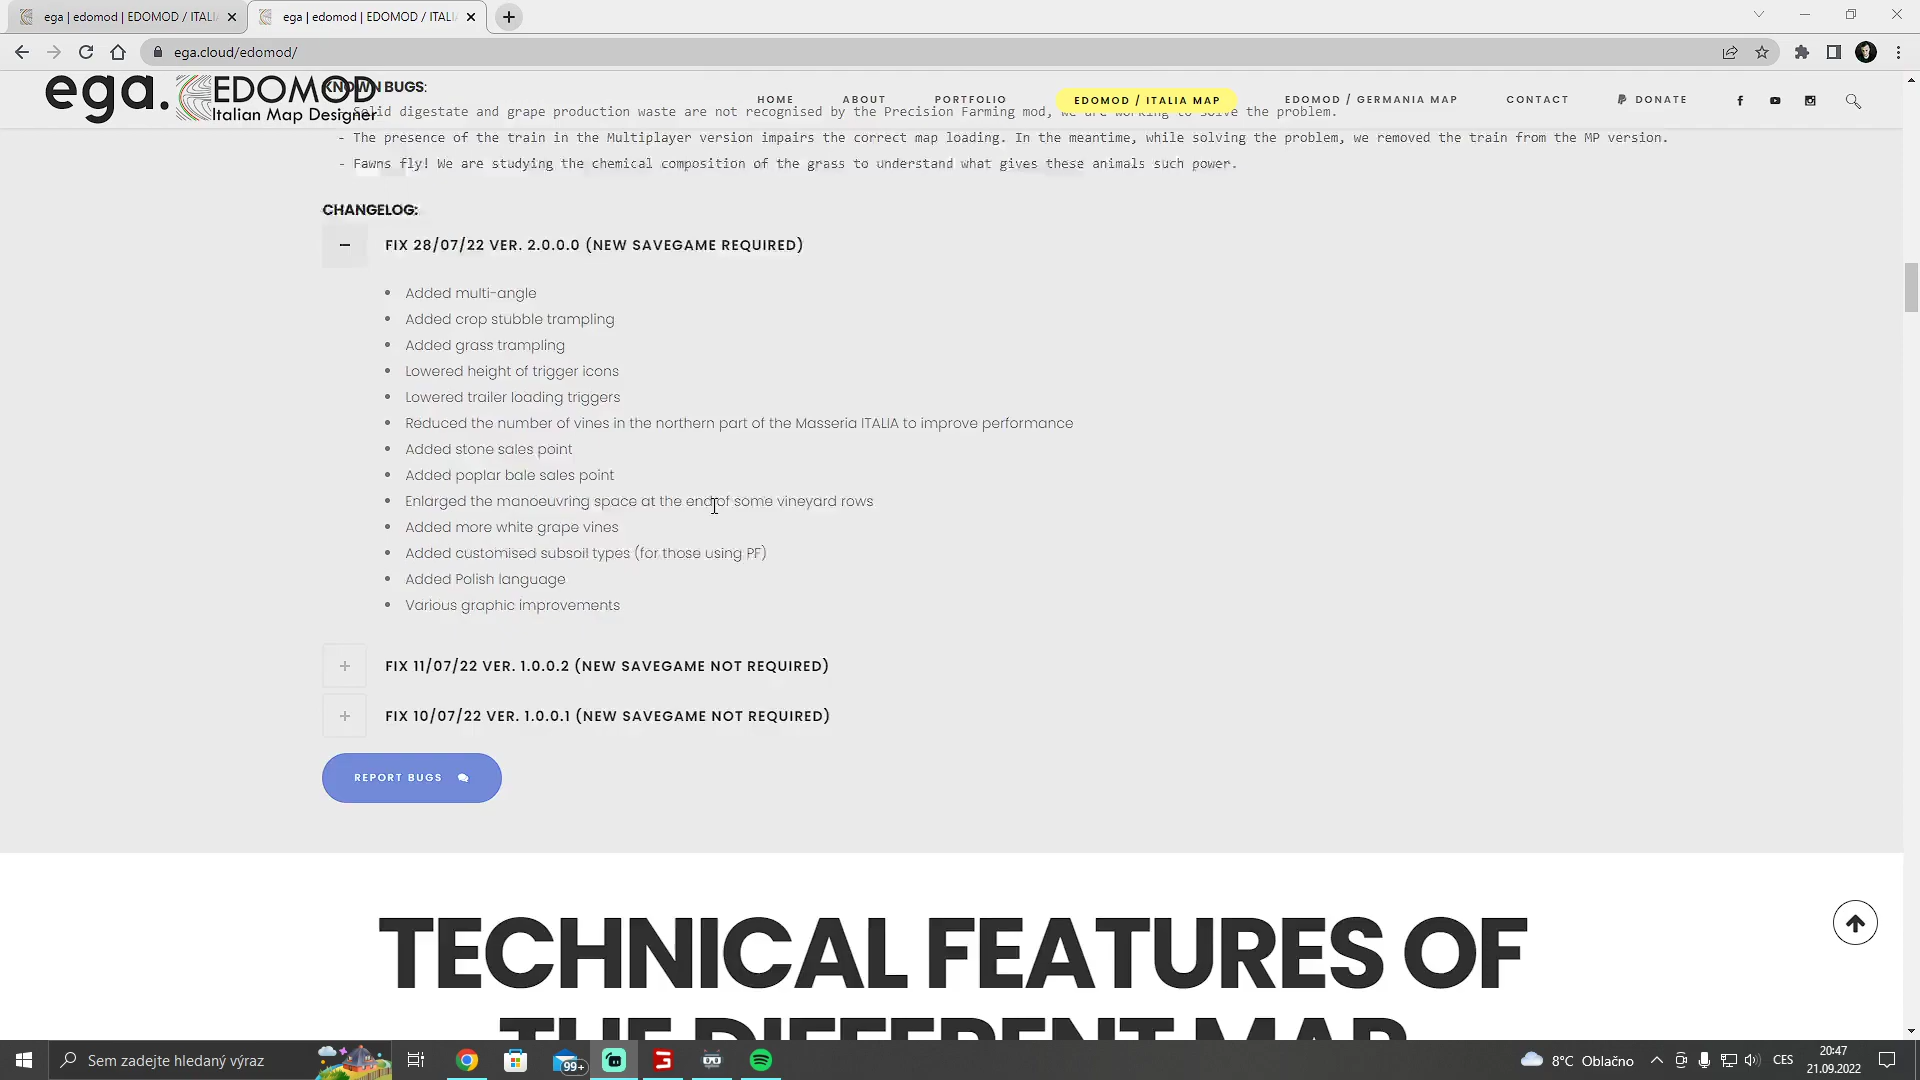 ega | edomod | EDOMOD / ITALI
ega | edomod | EDOMOD / ITALI
ega.cloud/edomod/
ega. EDOMOD
Italian Map Designer
HOME ABOUT PORTFOLIO EDOMOD / ITALIA MAP EDOMOD / GERMANIA MAP CONTACT DONATE
KNOWN BUGS:
- Solid digestate and grape production waste are not recognised by the Precision Farming mod, we are working to solve the problem.
- The presence of the train in the Multiplayer version impairs the correct map loading. In the meantime, while solving the problem, we removed the train from the MP version.
- Fawns fly! We are studying the chemical composition of the grass to understand what gives these animals such power.
CHANGELOG:
− FIX 28/07/22 VER. 2.0.0.0 (NEW SAVEGAME REQUIRED)
• Added multi-angle
• Added crop stubble trampling
• Added grass trampling
• Lowered height of trigger icons
• Lowered trailer loading triggers
• Reduced the number of vines in the northern part of the Masseria ITALIA to improve performance
• Added stone sales point
• Added poplar bale sales point
• Enlarged the manoeuvring space at the end of some vineyard rows
• Added more white grape vines
• Added customised subsoil types (for those using PF)
• Added Polish language
• Various graphic improvements
+ FIX 11/07/22 VER. 1.0.0.2 (NEW SAVEGAME NOT REQUIRED)
+ FIX 10/07/22 VER. 1.0.0.1 (NEW SAVEGAME NOT REQUIRED)
REPORT BUGS
TECHNICAL FEATURES OF
THE DIFFERENT MAP
Sem zadejte hledaný výraz
99+
8°C Oblačno
CES
20:47
21.09.2022